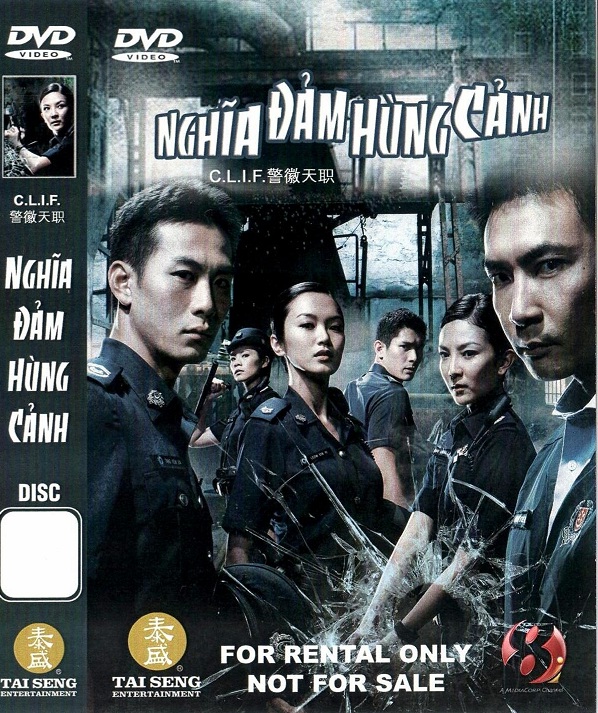 DVD
VIDEO
C.L.I.F.
警徽天职
NGHĨA
ĐẢM
HÙNG
CẢNH
DISC
泰
盛
TAI SENG
ENTERTAINMENT
DVD
VIDEO
NGHĨA ĐẢM HÙNG CẢNH
C.L.I.F.警徽天职
泰
盛
TAI SENG
ENTERTAINMENT
FOR RENTAL ONLY
NOT FOR SALE
8
A MEDIACORP CHANNEL